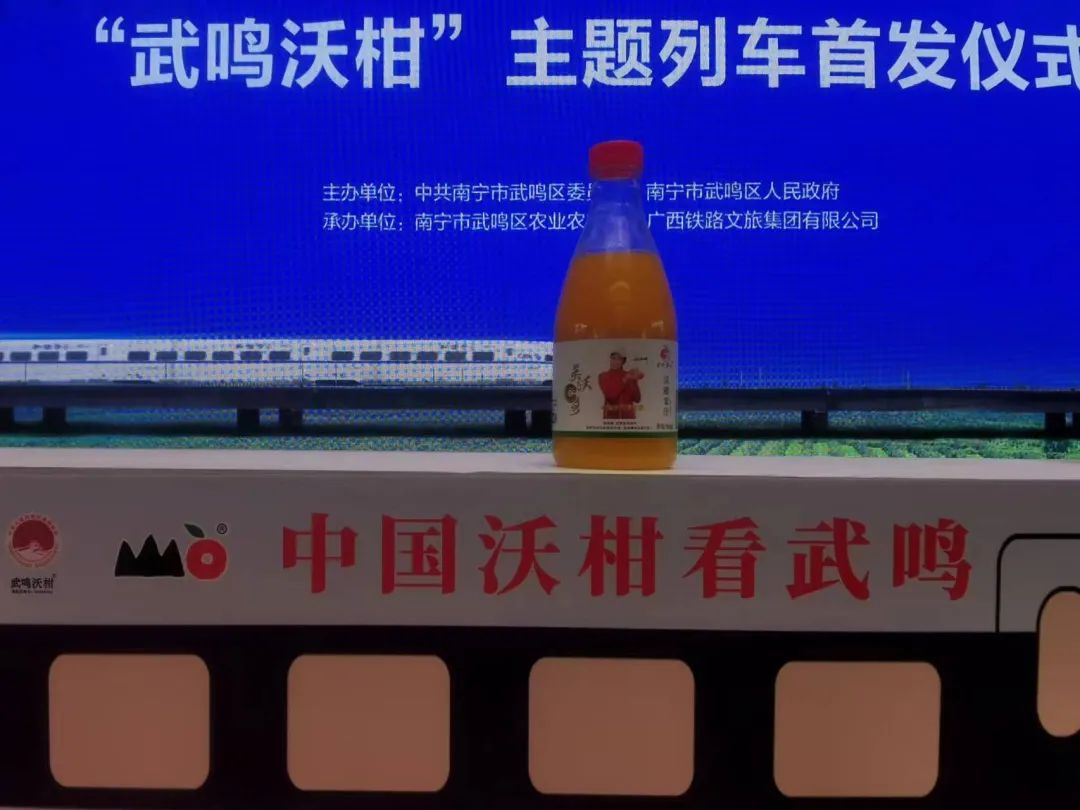 “武鸣沃柑”主题列车首发仪式
主办单位：中共南宁市武鸣区委 南宁市武鸣区人民政府
承办单位：南宁市武鸣区农业农 广西铁路文旅集团有限公司
吴沃
武鸣沃柑
®
中国沃柑看武鸣